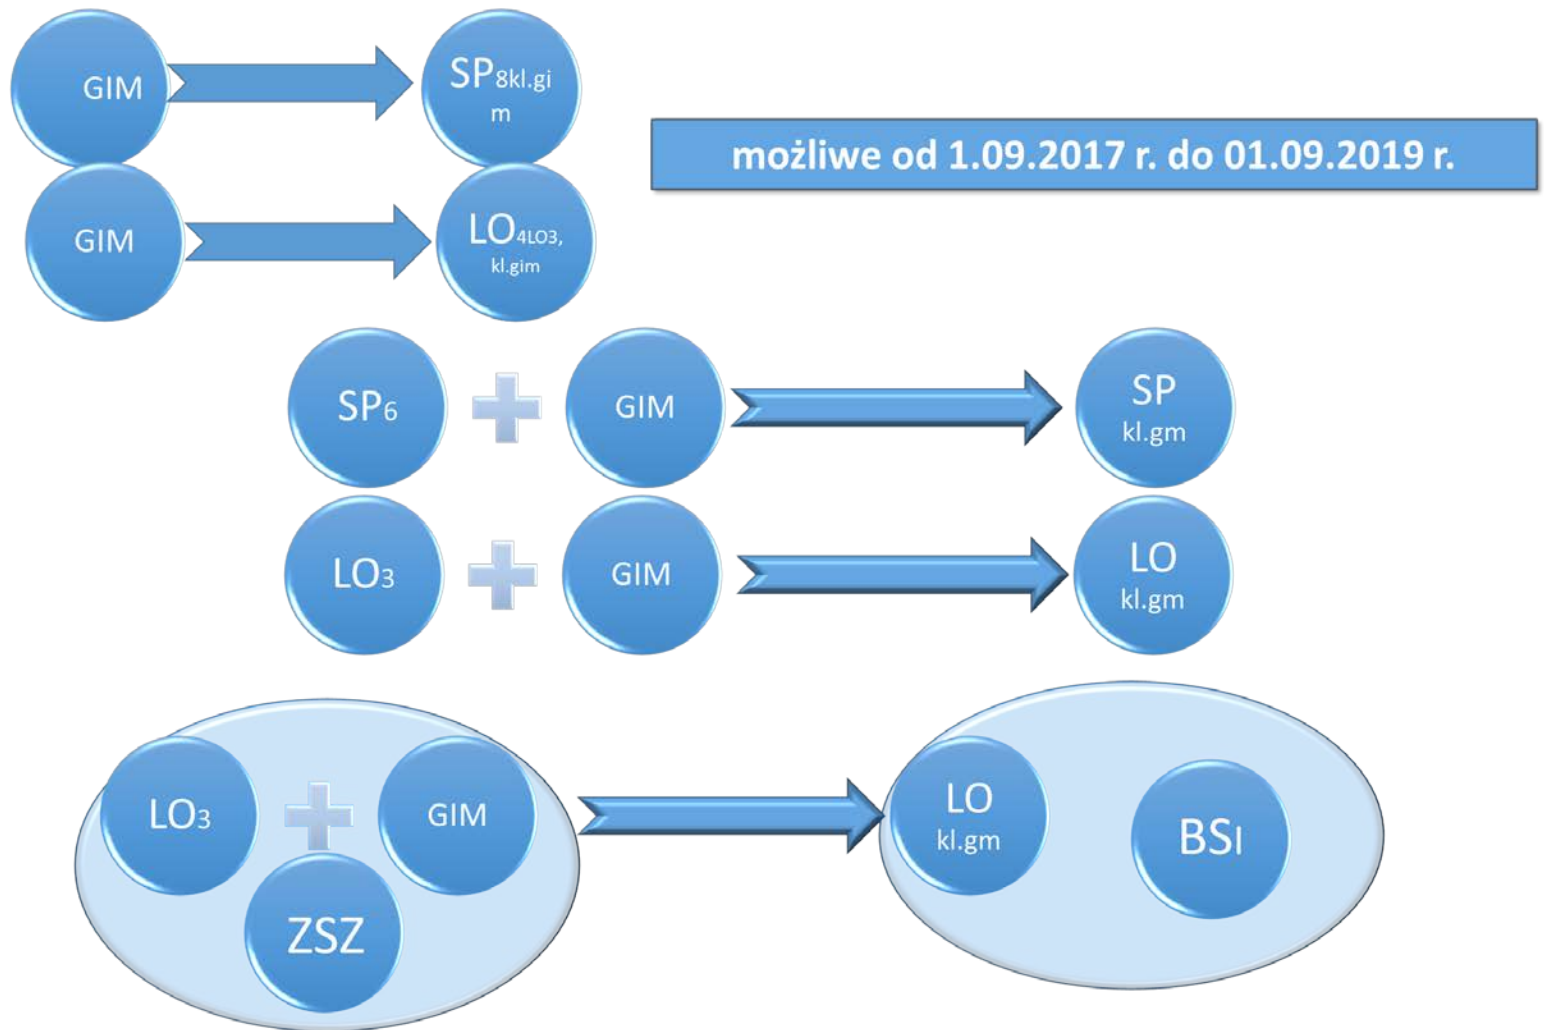 GIM
SP8kl.gi
m
możliwe od 1.09.2017 r. do 01.09.2019 r.
GIM
LO4LO3,
kl.gim
SP6
GIM
SP
kl.gm
LO3
GIM
LO
kl.gm
LO3
GIM
ZSZ
LO
kl.gm
BSI